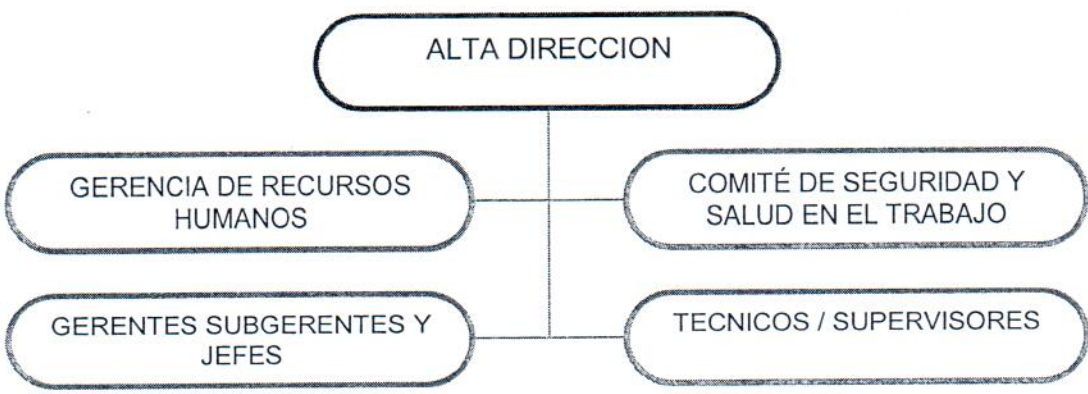 ALTA DIRECCION
GERENCIA DE RECURSOS
HUMANOS
COMITÉ DE SEGURIDAD Y
SALUD EN EL TRABAJO
GERENTES SUBGERENTES Y
JEFES
TECNICOS / SUPERVISORES